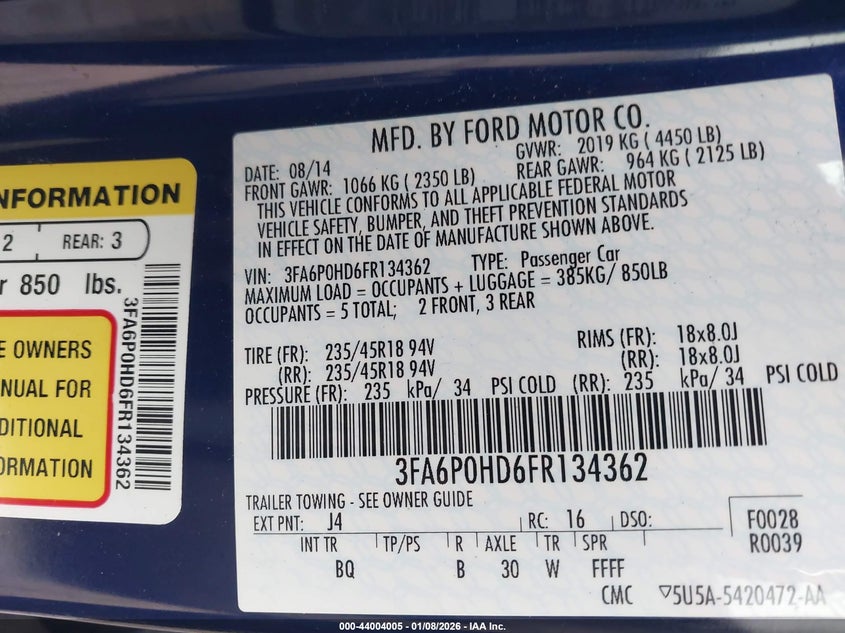 NFORMATION
2 REAR: 3
r 850 lbs.
3FA6P0HD6FR134362
E OWNERS
ANUAL FOR
DITIONAL
ORMATION
MFD. BY FORD MOTOR CO.
DATE: 08/14 GVWR: 2019 KG ( 4450 LB)
FRONT GAWR: 1066 KG ( 2350 LB) REAR GAWR: 964 KG ( 2125 LB)
THIS VEHICLE CONFORMS TO ALL APPLICABLE FEDERAL MOTOR
VEHICLE SAFETY, BUMPER, AND THEFT PREVENTION STANDARDS
IN EFFECT ON THE DATE OF MANUFACTURE SHOWN ABOVE.
VIN: 3FA6P0HD6FR134362 TYPE: Passenger Car
MAXIMUM LOAD = OCCUPANTS + LUGGAGE = 385KG/ 850LB
OCCUPANTS = 5 TOTAL; 2 FRONT, 3 REAR
TIRE (FR): 235/45R18 94V RIMS (FR): 18x8.0J
(RR): 235/45R18 94V (RR): 18x8.0J
PRESSURE (FR): 235 kPa/ 34 PSI COLD (RR): 235 kPa/ 34 PSI COLD
3FA6P0HD6FR134362
TRAILER TOWING - SEE OWNER GUIDE
EXT PNT: J4 RC: 16 DSO: F0028
INT TR TP/PS R AXLE TR SPR R0039
BQ B 30 W FFFF
CMC ▽5U5A-5420472-AA
000-44004005 - 01/08/2026 - IAA Inc.